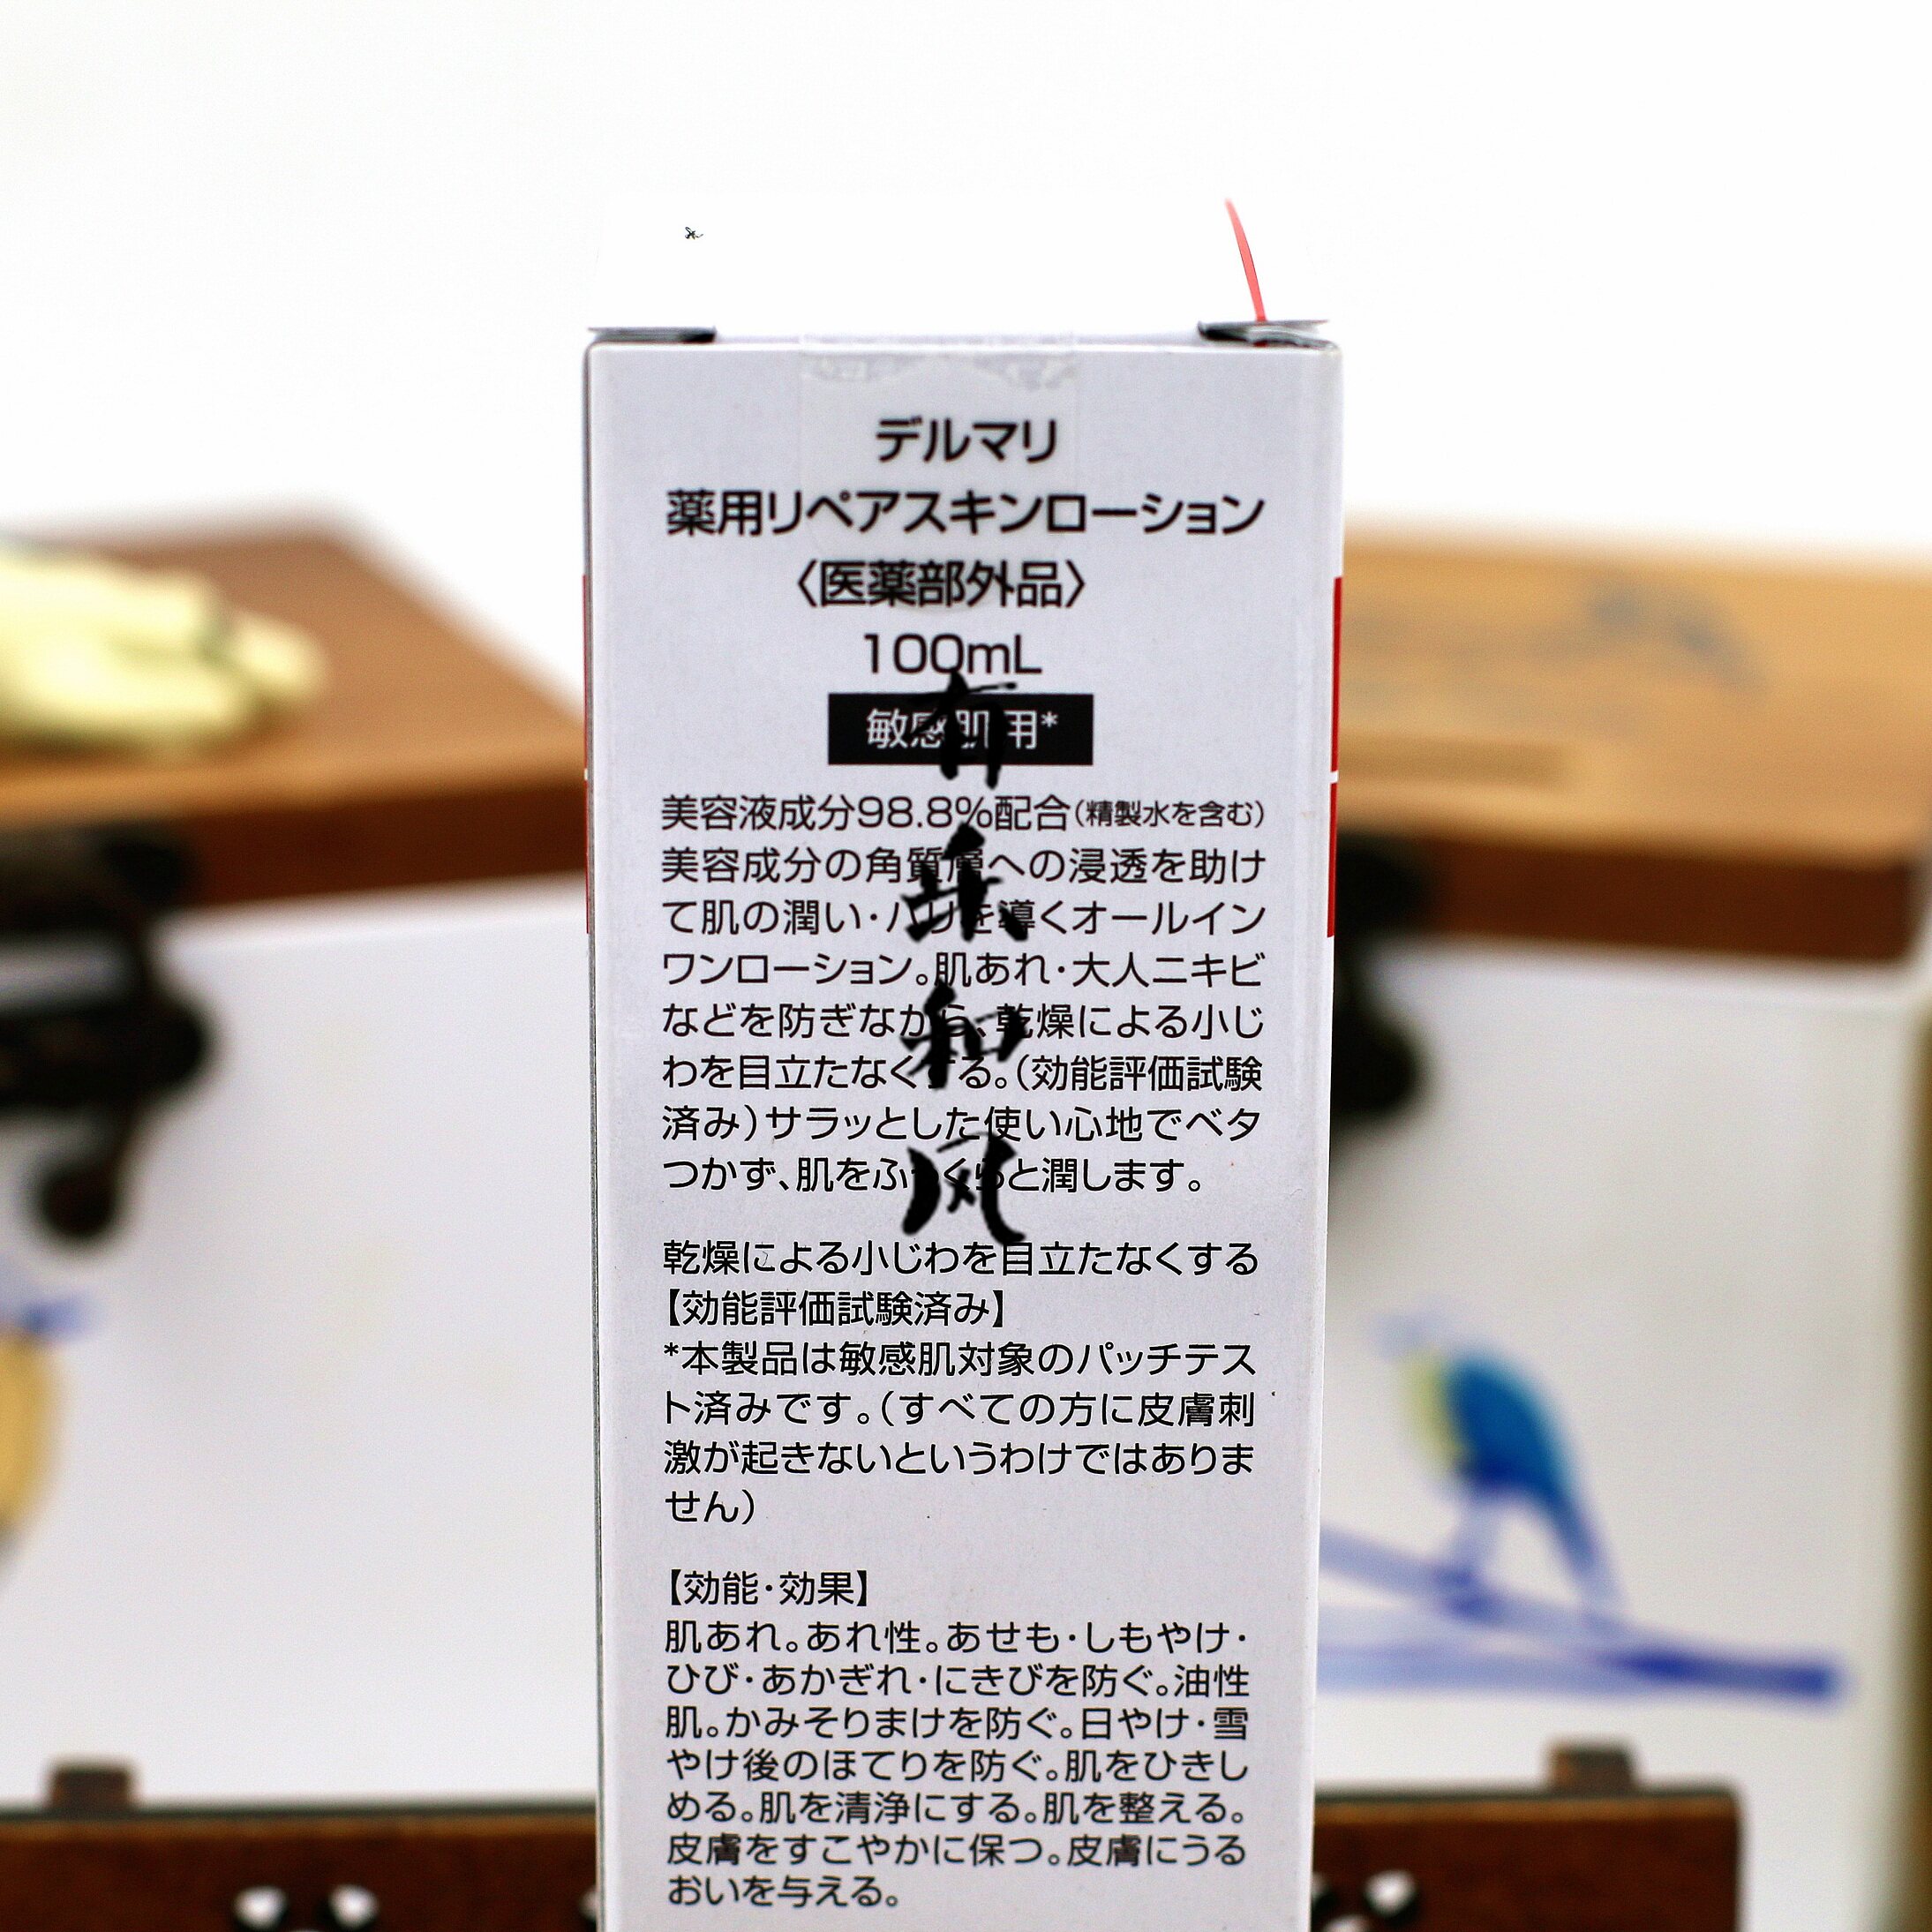 デルマリ
薬用リペアスキンローション
〈医薬部外品〉
100mL
敏感肌用*
美容液成分98.8%配合(精製水を含む)
美容成分の角質層への浸透を助け
て肌の潤い・ハリを導くオールイン
ワンローション。肌あれ・大人ニキビ
などを防ぎながら、乾燥による小じ
わを目立たなくする。(効能評価試験
済み)サラッとした使い心地でベタ
つかず、肌をふっくらと潤します。
乾燥による小じわを目立たなくする
【効能評価試験済み】
*本製品は敏感肌対象のパッチテス
ト済みです。(すべての方に皮膚刺
激が起きないというわけではありま
せん)
【効能・効果】
肌あれ。あれ性。あせも・しもやけ・
ひび・あかぎれ・にきびを防ぐ。油性
肌。かみそりまけを防ぐ。日やけ・雪
やけ後のほてりを防ぐ。肌をひきし
める。肌を清浄にする。肌を整える。
皮膚をすこやかに保つ。皮膚にうる
おいを与える。
和
风